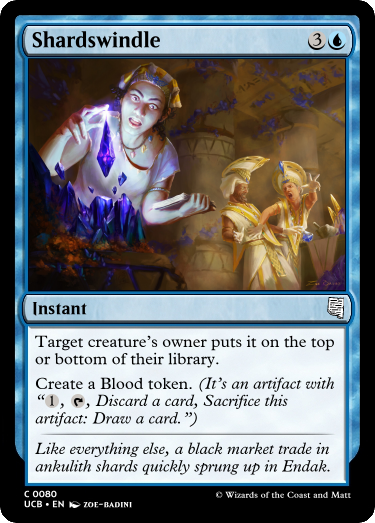 Shardswindle 3
Instant
Target creature's owner puts it on the top
or bottom of their library.
Create a Blood token. (It's an artifact with
"1, Discard a card, Sacrifice this
artifact: Draw a card.")
Like everything else, a black market trade in
ankulith shards quickly sprung up in Endak.
C 0080
UCB • EN ZOE-BADINI
© Wizards of the Coast and Matt